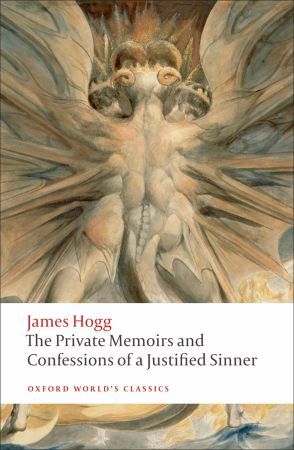 James Hogg
The Private Memoirs and
Confessions of a Justified Sinner
OXFORD WORLD'S CLASSICS